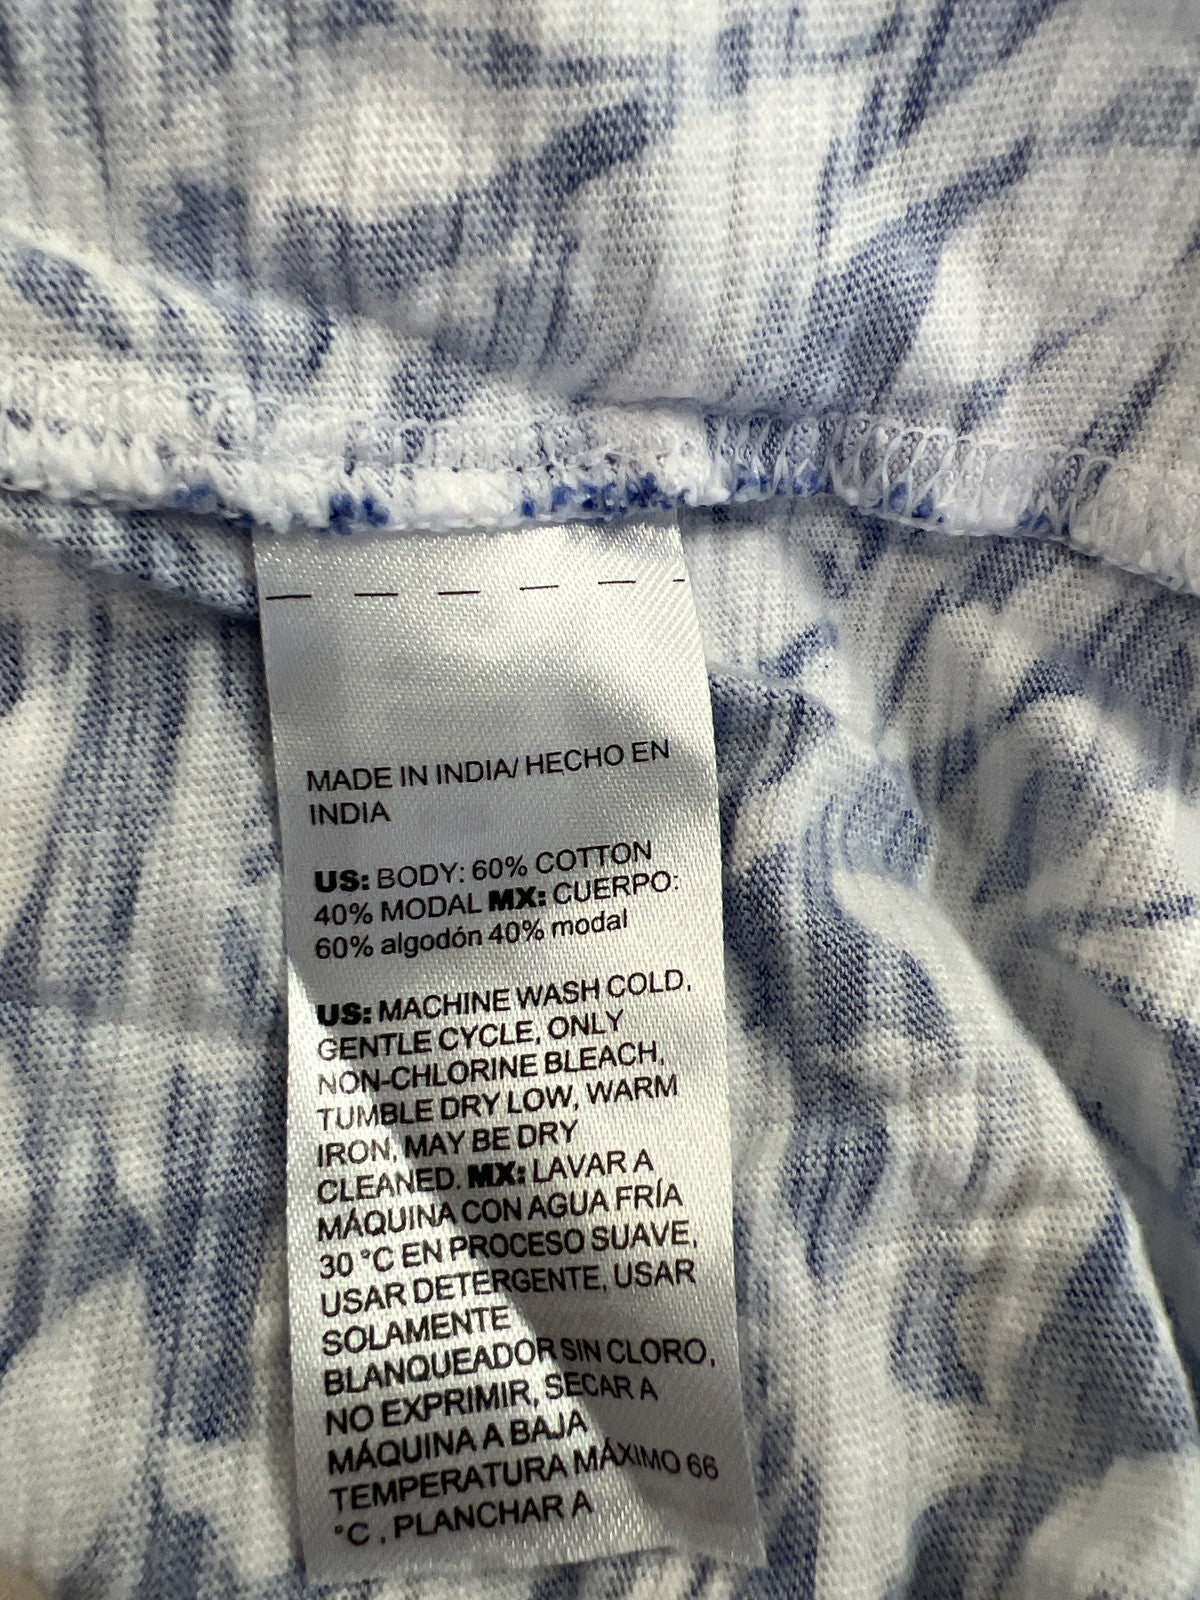 MADE IN INDIA/ HECHO EN
INDIA
US: BODY: 60% COTTON
40% MODAL MX: CUERPO:
60% algodón 40% modal
US: MACHINE WASH COLD,
GENTLE CYCLE, ONLY
NON-CHLORINE BLEACH,
TUMBLE DRY LOW, WARM
IRON, MAY BE DRY
CLEANED. MX: LAVAR A
MÁQUINA CON AGUA FRÍA
30 °C EN PROCESO SUAVE,
USAR DETERGENTE, USAR
SOLAMENTE
BLANQUEADOR SIN CLORO,
NO EXPRIMIR, SECAR A
MÁQUINA A BAJA
TEMPERATURA MÁXIMO 66
°C , PLANCHAR A